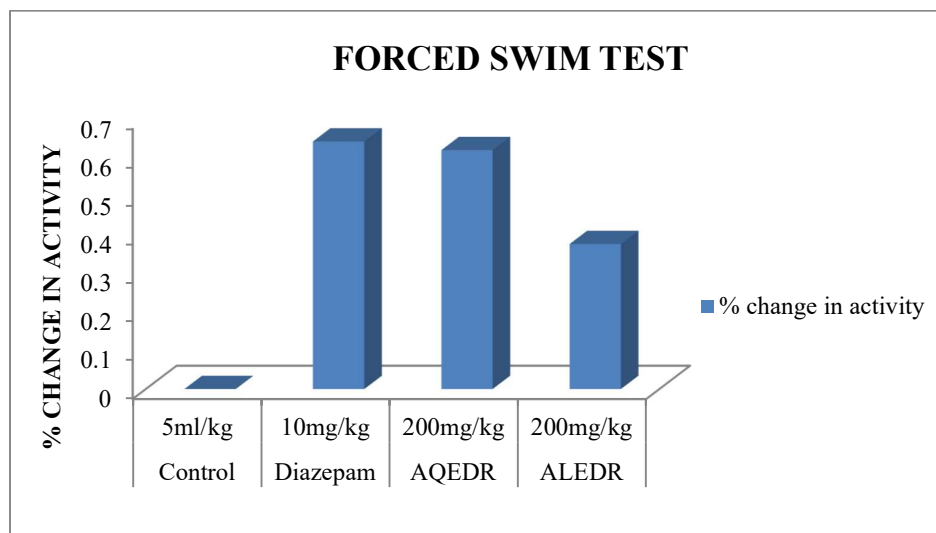 FORCED SWIM TEST
% CHANGE IN ACTIVITY
0.7
0.6
0.5
0.4
0.3
0.2
0.1
0
5ml/kg 10mg/kg 200mg/kg 200mg/kg
Control Diazepam AQEDR ALEDR
% change in activity